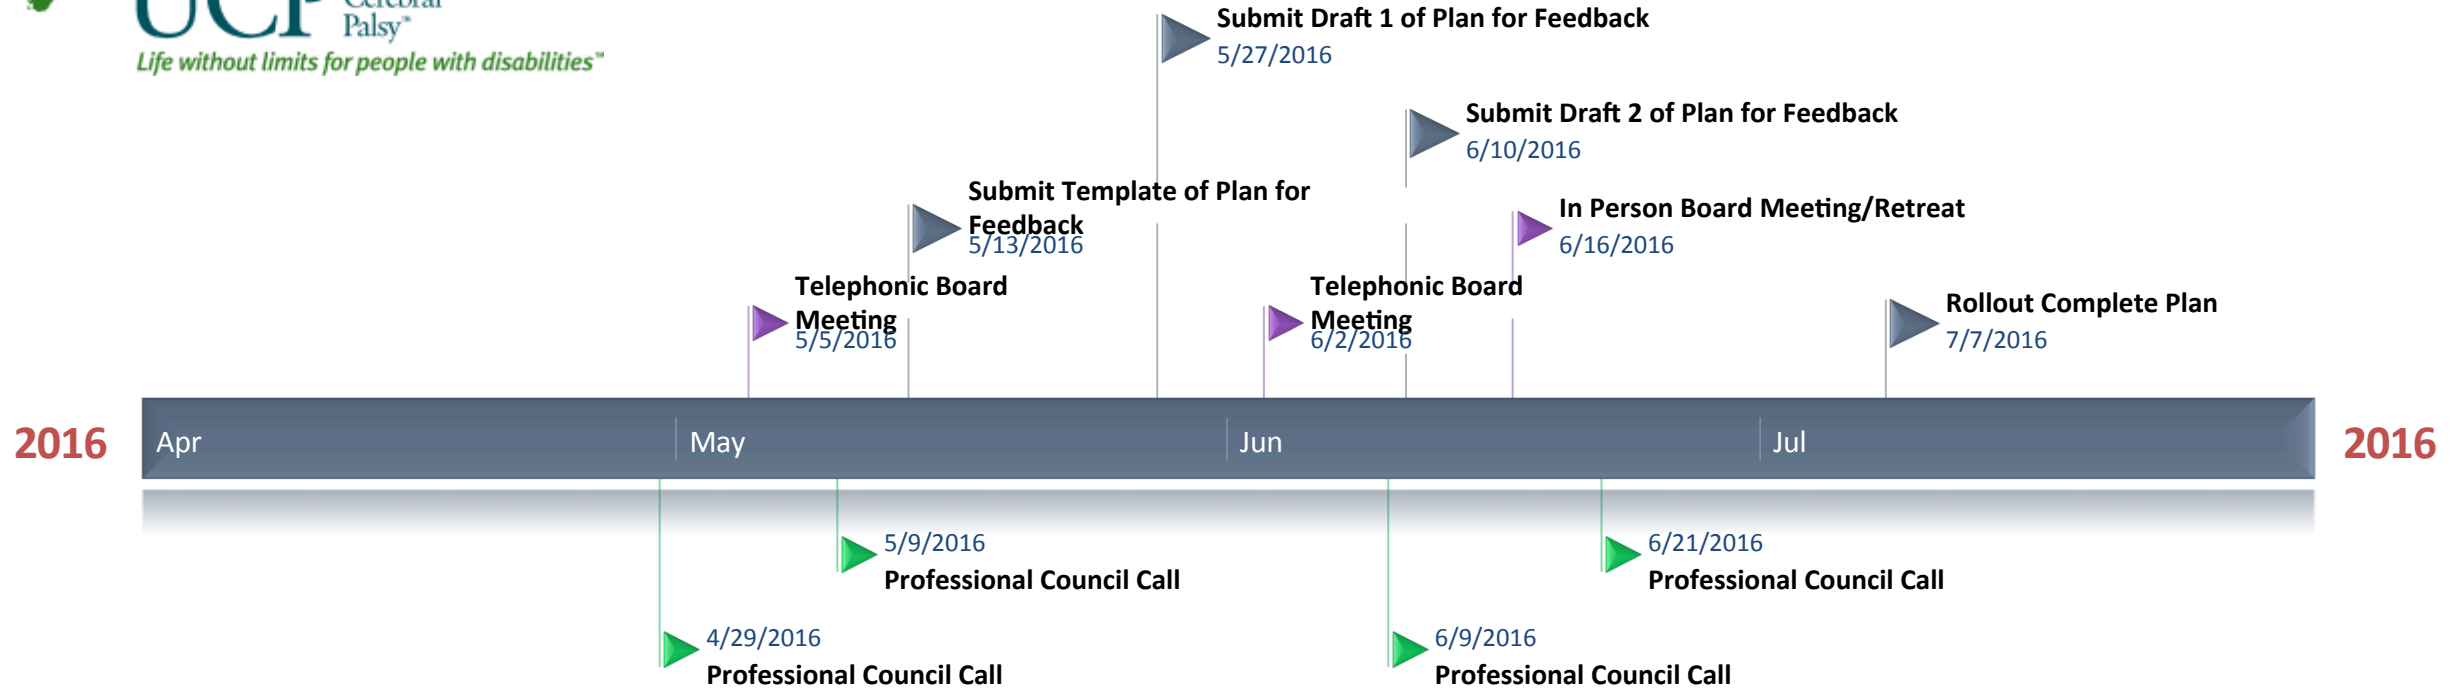 UCP
Palsy™
Life without limits for people with disabilities™
Submit Draft 1 of Plan for Feedback
5/27/2016
Submit Draft 2 of Plan for Feedback
6/10/2016
Submit Template of Plan for
Feedback
5/13/2016
In Person Board Meeting/Retreat
6/16/2016
Telephonic Board
Meeting
5/5/2016
Telephonic Board
Meeting
6/2/2016
Rollout Complete Plan
7/7/2016
2016
Apr
May
Jun
Jul
2016
5/9/2016
Professional Council Call
6/21/2016
Professional Council Call
4/29/2016
Professional Council Call
6/9/2016
Professional Council Call